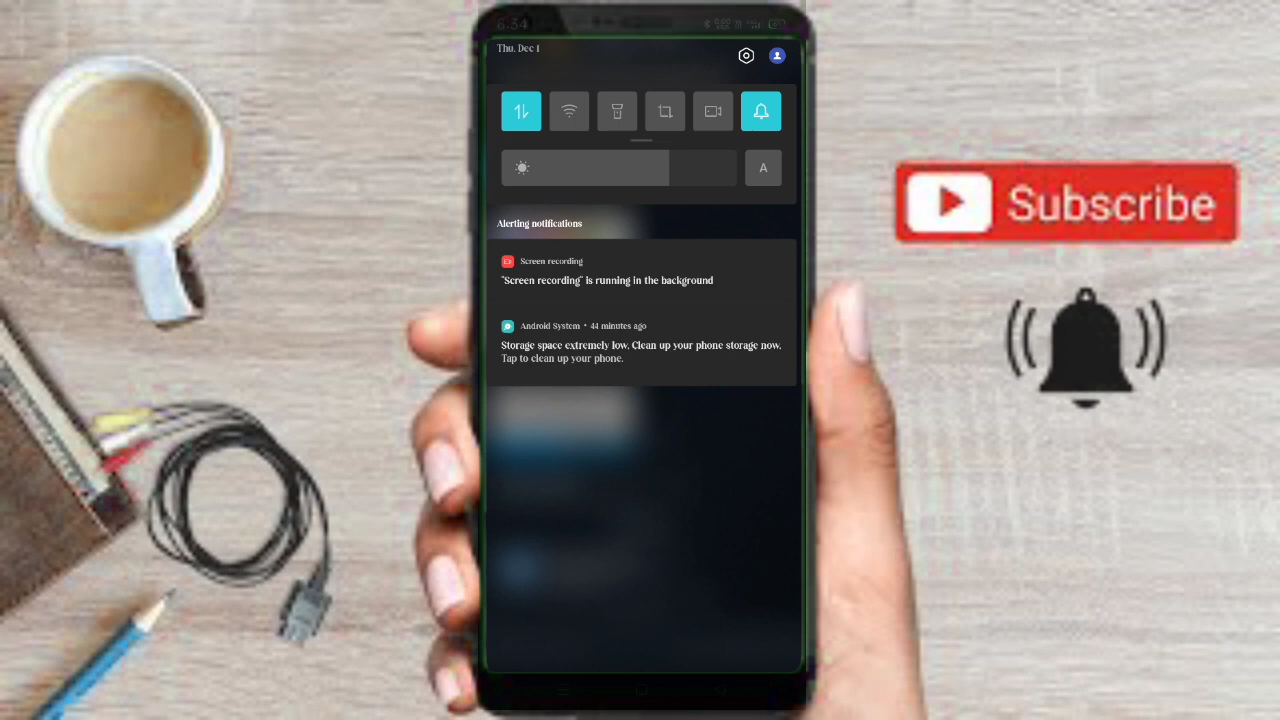 6:34
Thu, Dec 1
A
Alerting notifications
Screen recording
"Screen recording" is running in the background
Android System • 44 minutes ago
Storage space extremely low. Clean up your phone storage now.
Tap to clean up your phone.
Subscribe